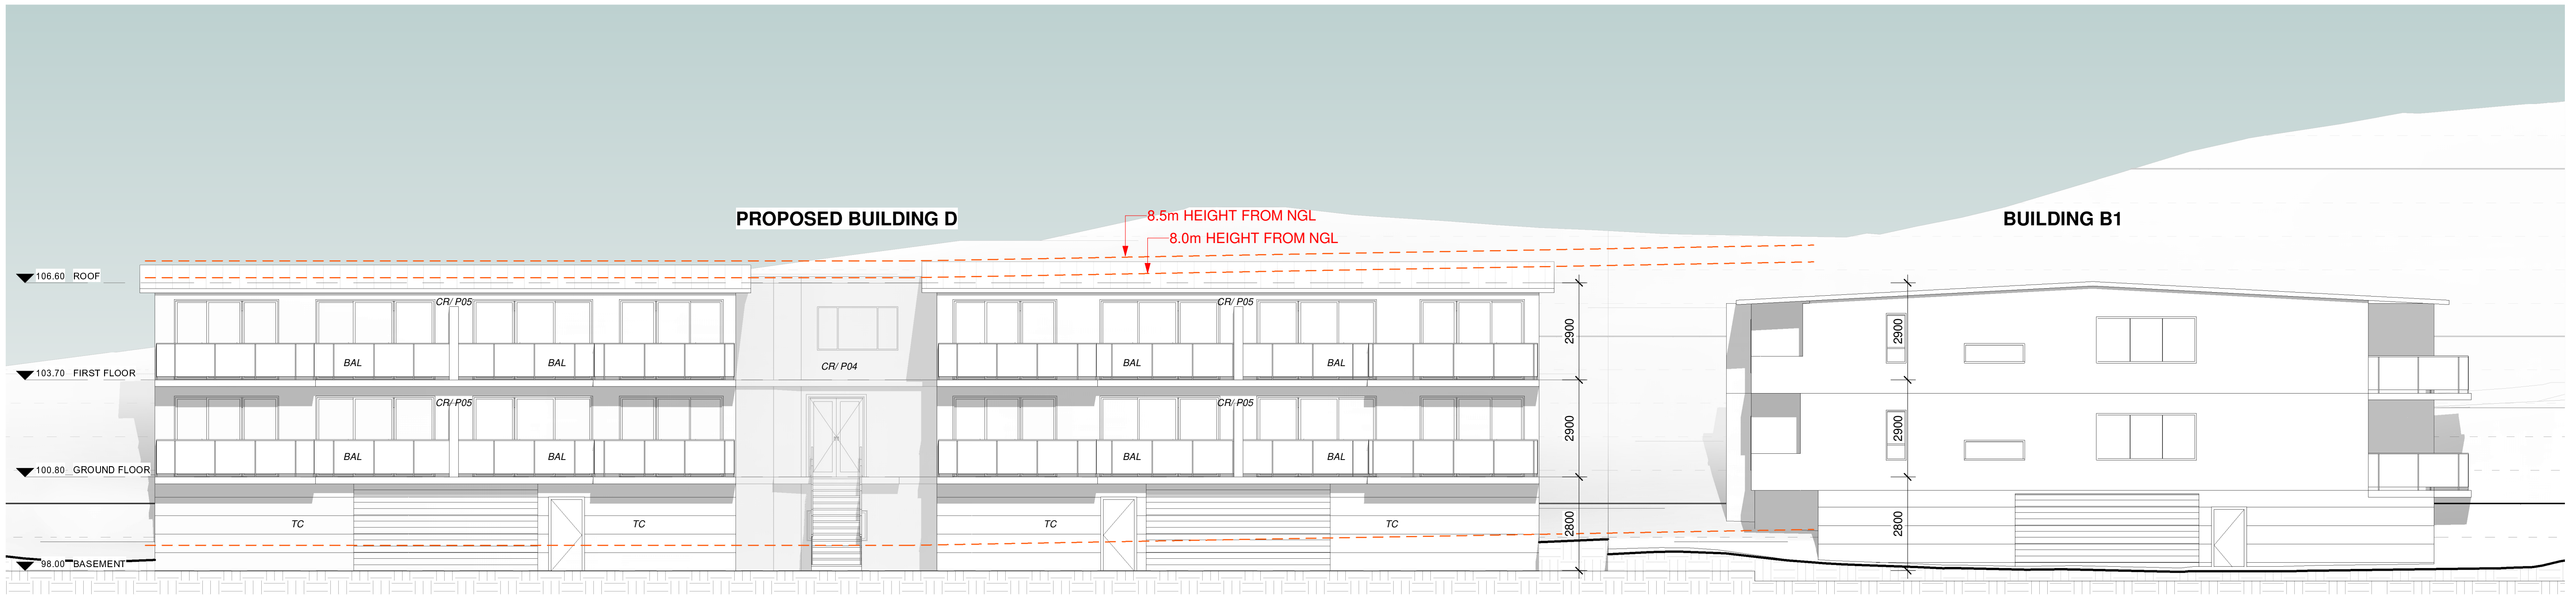 PROPOSED BUILDING D
8.5m HEIGHT FROM NGL
BUILDING B1
8.0m HEIGHT FROM NGL
106.60 ROOF
CR/ P05
CR/ P05
2900
2900
BAL
BAL
CR/ P04
BAL
BAL
103.70 FIRST FLOOR
CR/ P05
CR/ P05
2900
2900
BAL
BAL
BAL
BAL
100.80 GROUND FLOOR
TC
TC
TC
TC
2800
2800
98.00 BASEMENT